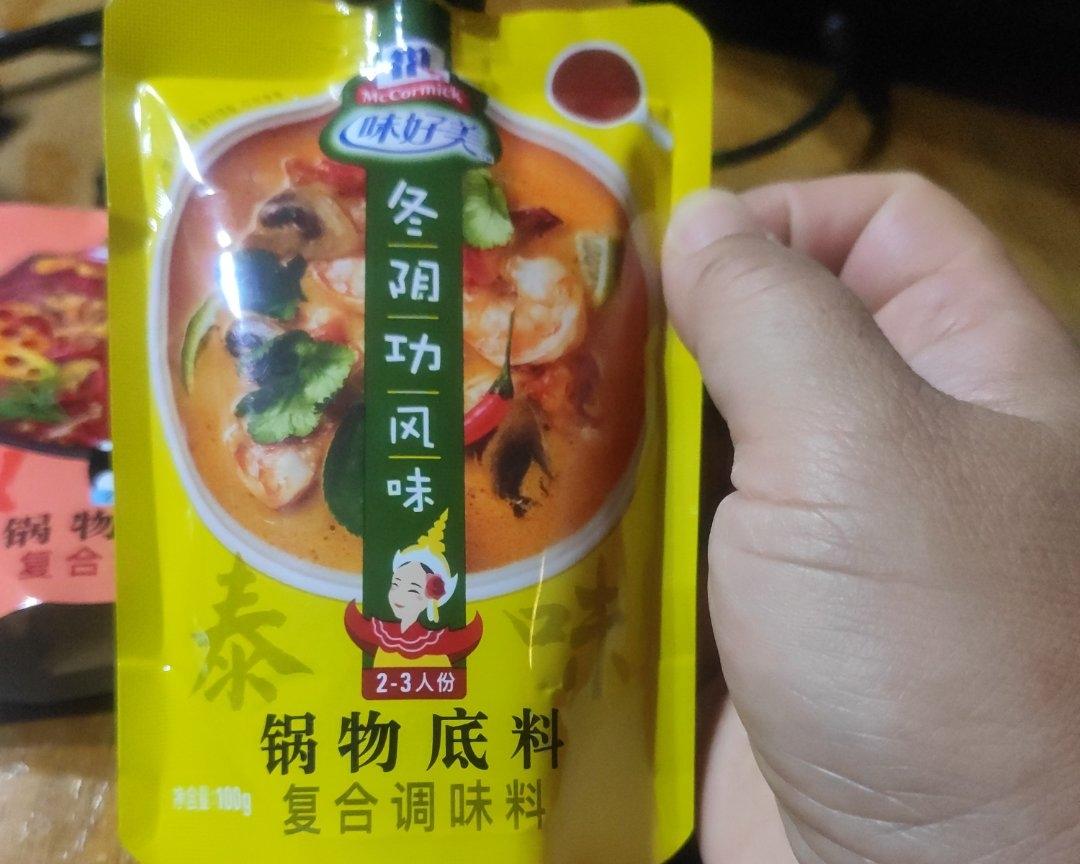 McCormick
味好美
冬阴功风味
泰味
2-3人份
锅物底料
净含量:100g
复合调味料
锅物
复合